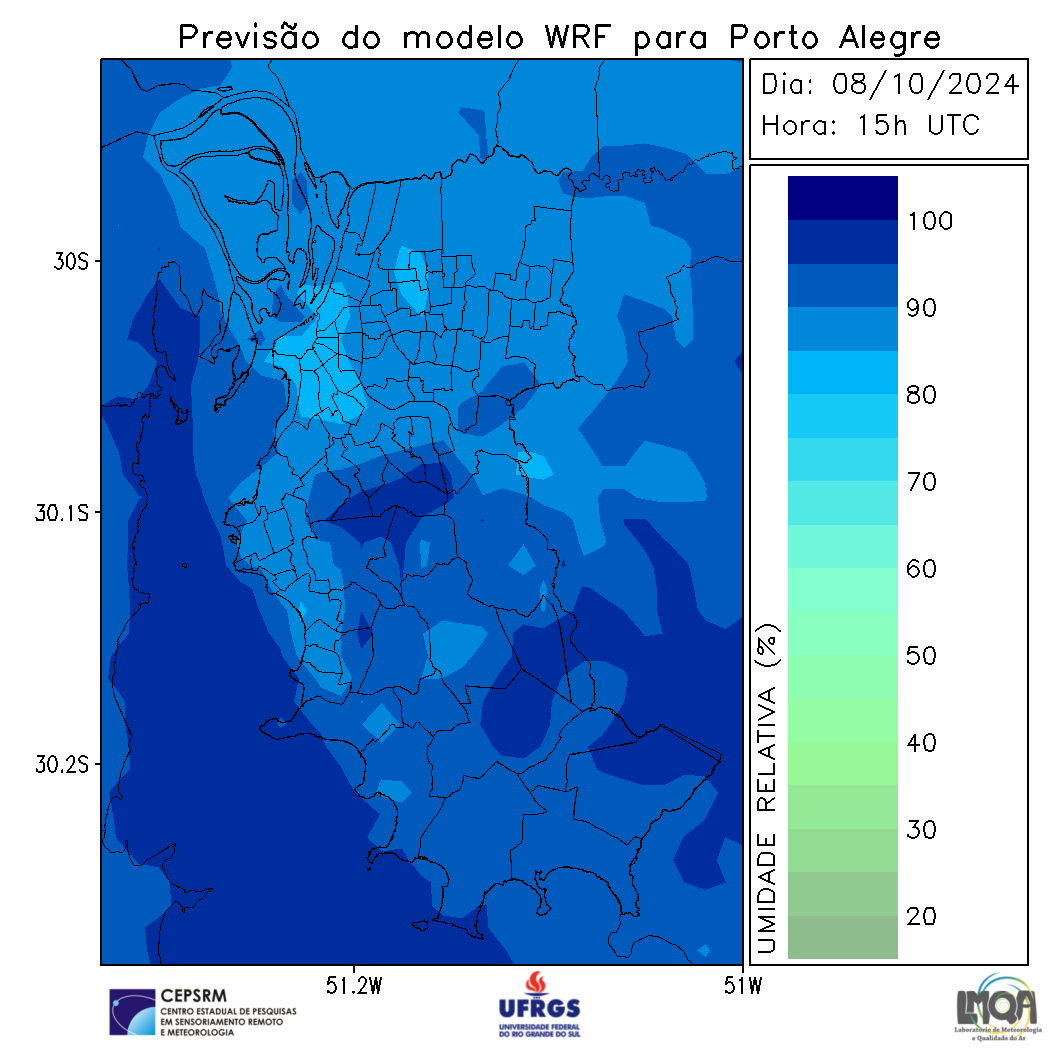 Previsão do modelo WRF para Porto Alegre
Dia: 08/10/2024
Hora: 15h UTC
30S
30.1S
30.2S
51.2W
51W
UMIDADE RELATIVA (%)
100
90
80
70
60
50
40
30
20
CEPSRM
CENTRO ESTADUAL DE PESQUISAS
EM SENSORIAMENTO REMOTO
E METEOROLOGIA
UFRGS
UNIVERSIDADE FEDERAL
DO RIO GRANDE DO SUL
LMQA
Laboratório de Meteorologia
e Qualidade do Ar